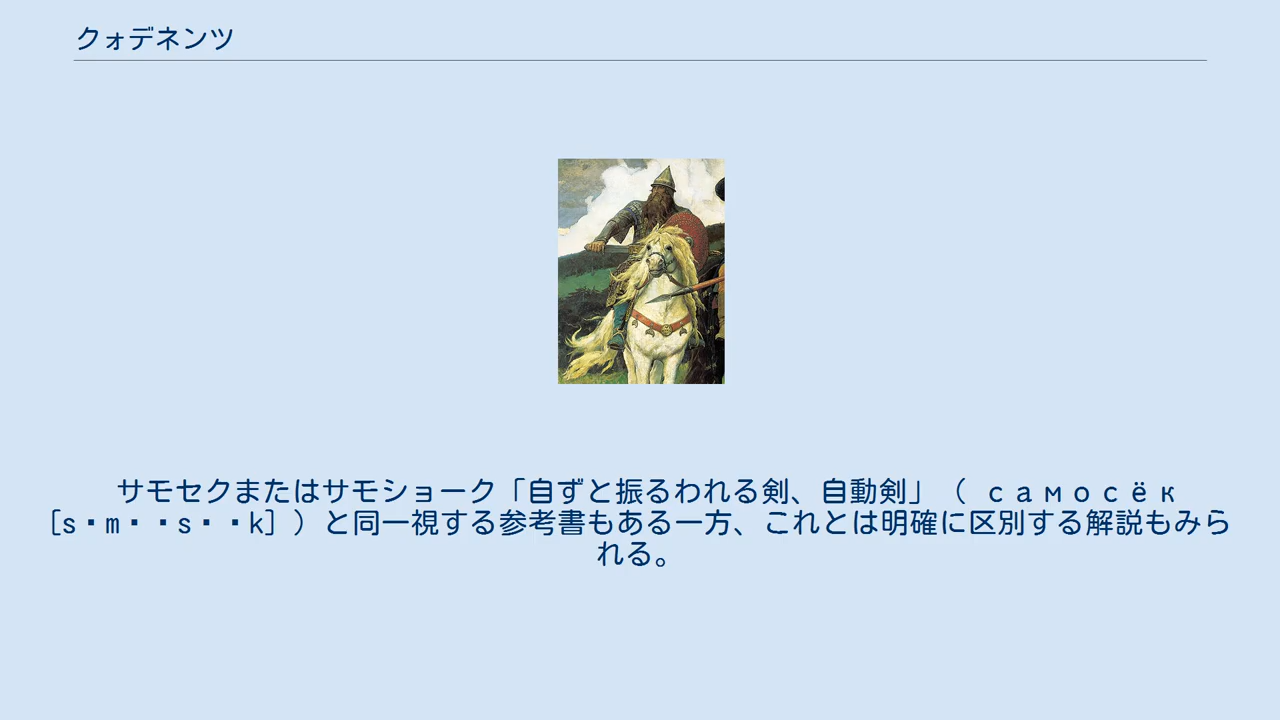 クォデネンツ
サモセクまたはサモショーク「自ずと振るわれる剣、自動剣」（ самосёк
[s▪m▪▪s▪▪k] ）と同一視する参考書もある一方、これとは明確に区別する解説もみら
れる。